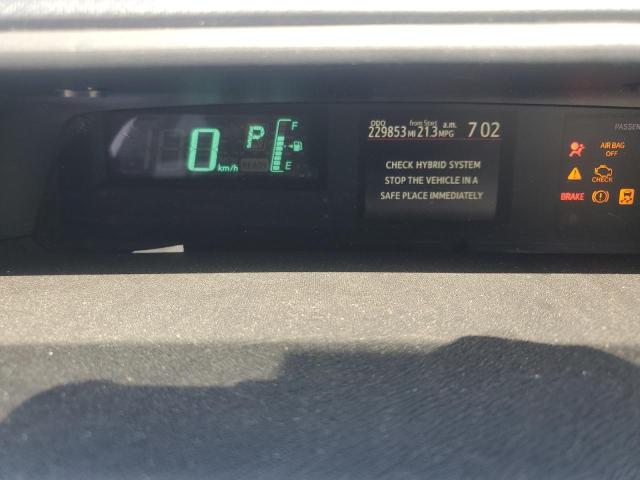 0 km/h
P
F
E
ODO from Start a.m.
229853 MI 213 MPG 7 02
CHECK HYBRID SYSTEM
STOP THE VEHICLE IN A
SAFE PLACE IMMEDIATELY
PASSEN
AIR BAG
OFF
CHECK
BRAKE